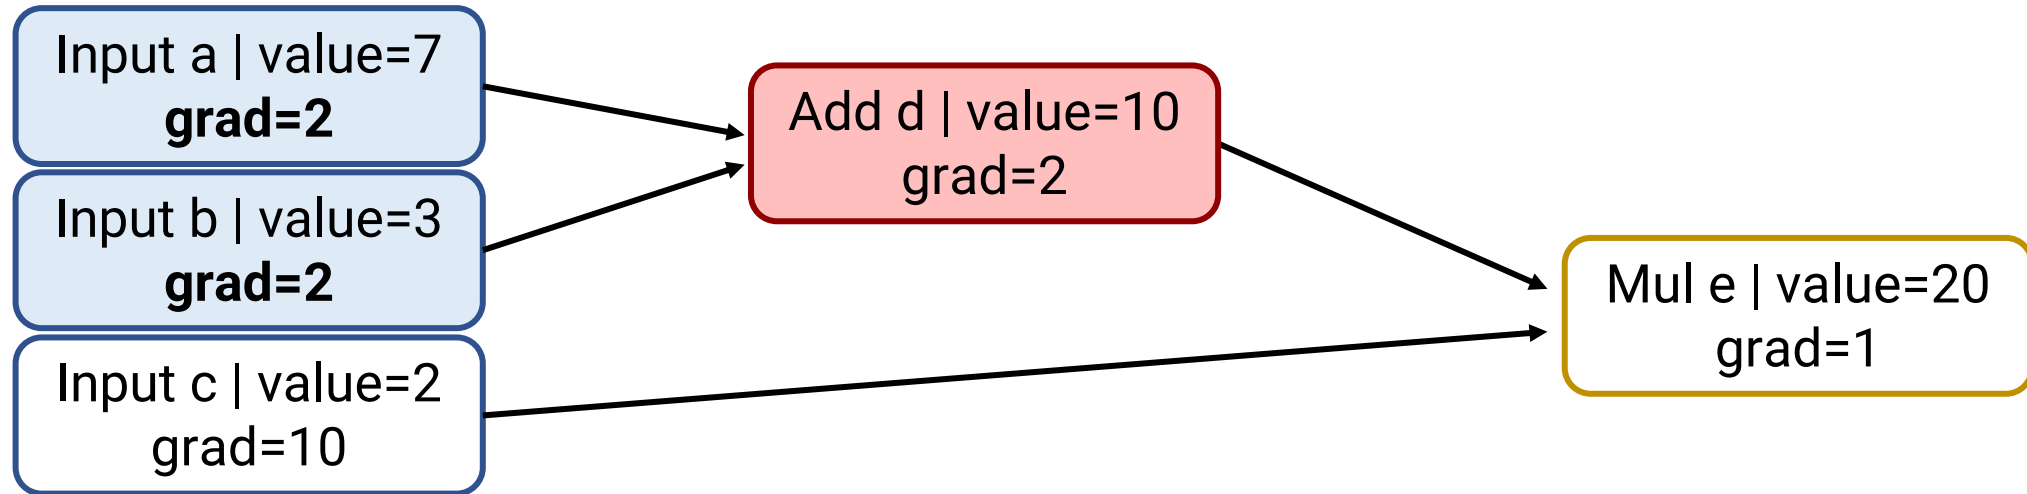 Input a | value=7
grad=2
Input b | value=3
grad=2
Input c | value=2
grad=10
Add d | value=10
grad=2
Mul e | value=20
grad=1